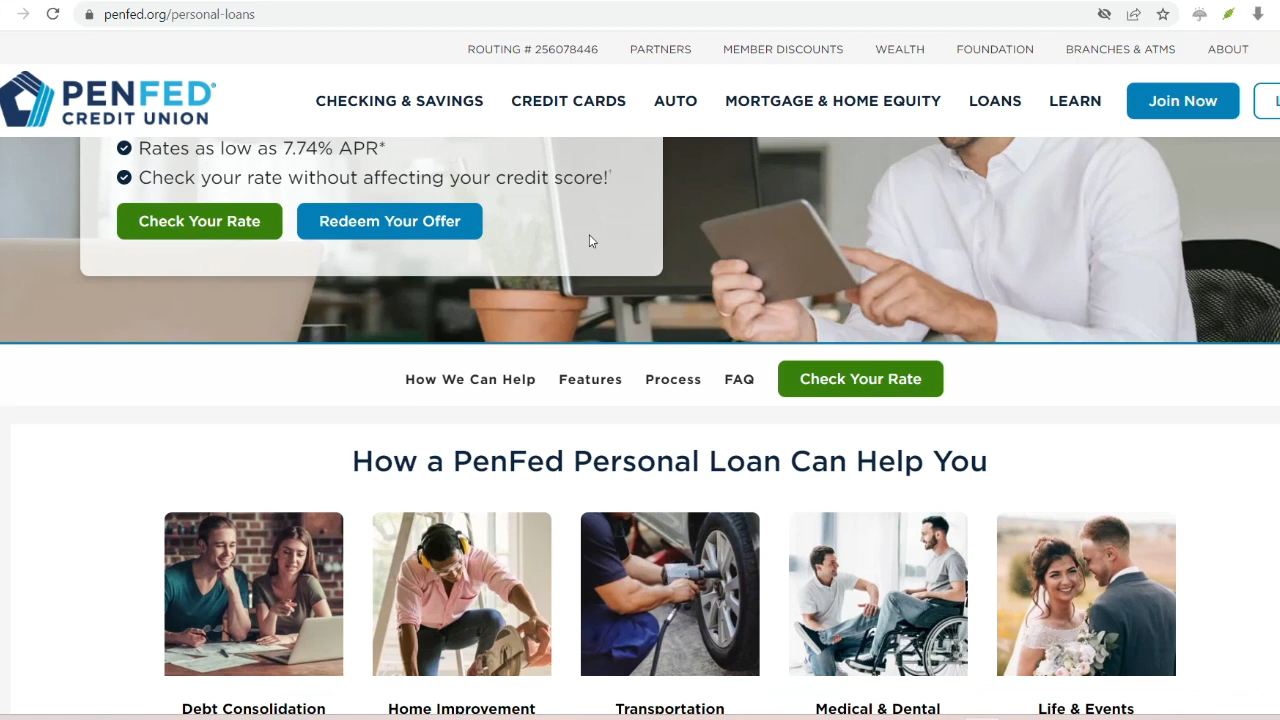 penfed.org/personal-loans
ROUTING # 256078446 PARTNERS MEMBER DISCOUNTS WEALTH FOUNDATION BRANCHES & ATMS ABOUT
PENFED®
CREDIT UNION
CHECKING & SAVINGS CREDIT CARDS AUTO MORTGAGE & HOME EQUITY LOANS LEARN Join Now L
Rates as low as 7.74% APR*
Check your rate without affecting your credit score!†
Check Your Rate Redeem Your Offer
How We Can Help Features Process FAQ Check Your Rate
How a PenFed Personal Loan Can Help You
Debt Consolidation Home Improvement Transportation Medical & Dental Life & Events